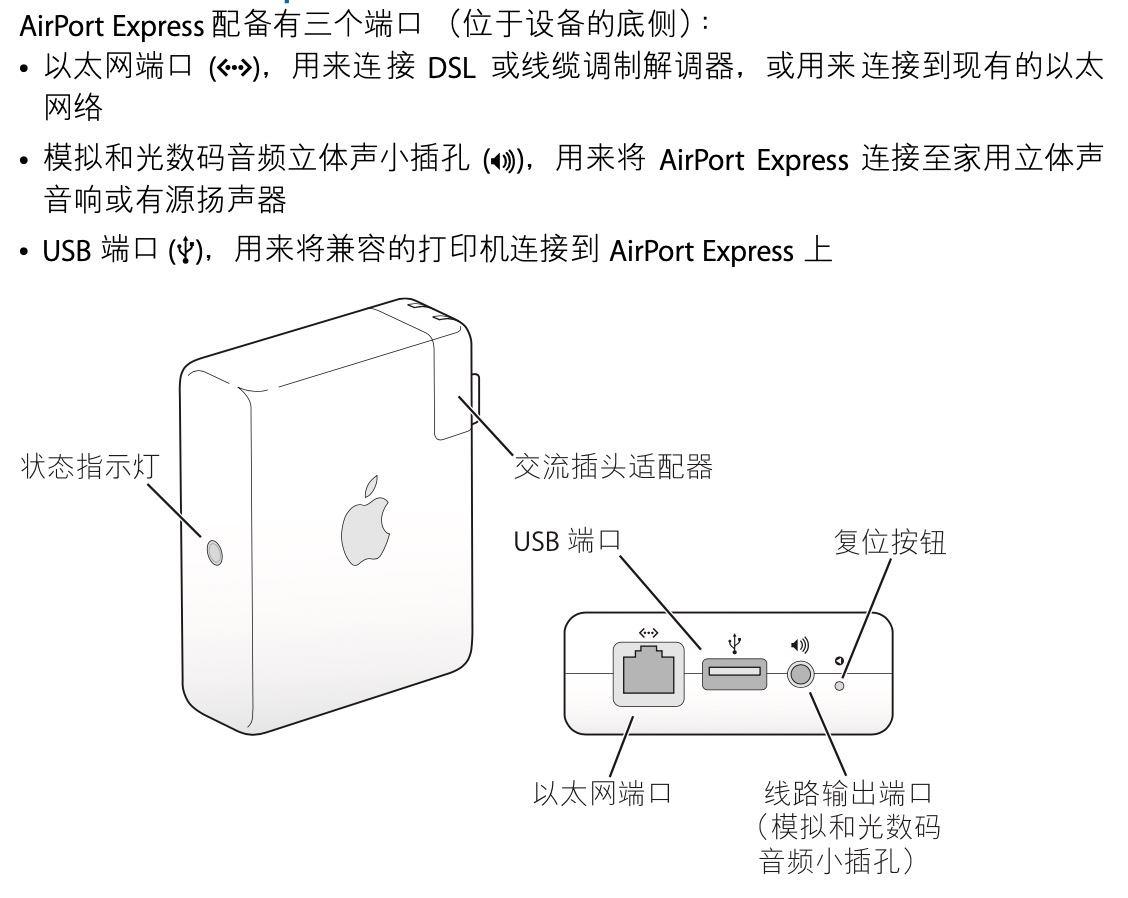 AirPort Express 配备有三个端口 （位于设备的底侧）：
• 以太网端口 (<···>)，用来连接 DSL 或线缆调制解调器，或用来连接到现有的以太
网络
• 模拟和光数码音频立体声小插孔 ()，用来将 AirPort Express 连接至家用立体声
音响或有源扬声器
• USB 端口 ()，用来将兼容的打印机连接到 AirPort Express 上
状态指示灯
交流插头适配器
USB 端口
复位按钮
以太网端口
线路输出端口
（模拟和光数码
音频小插孔）